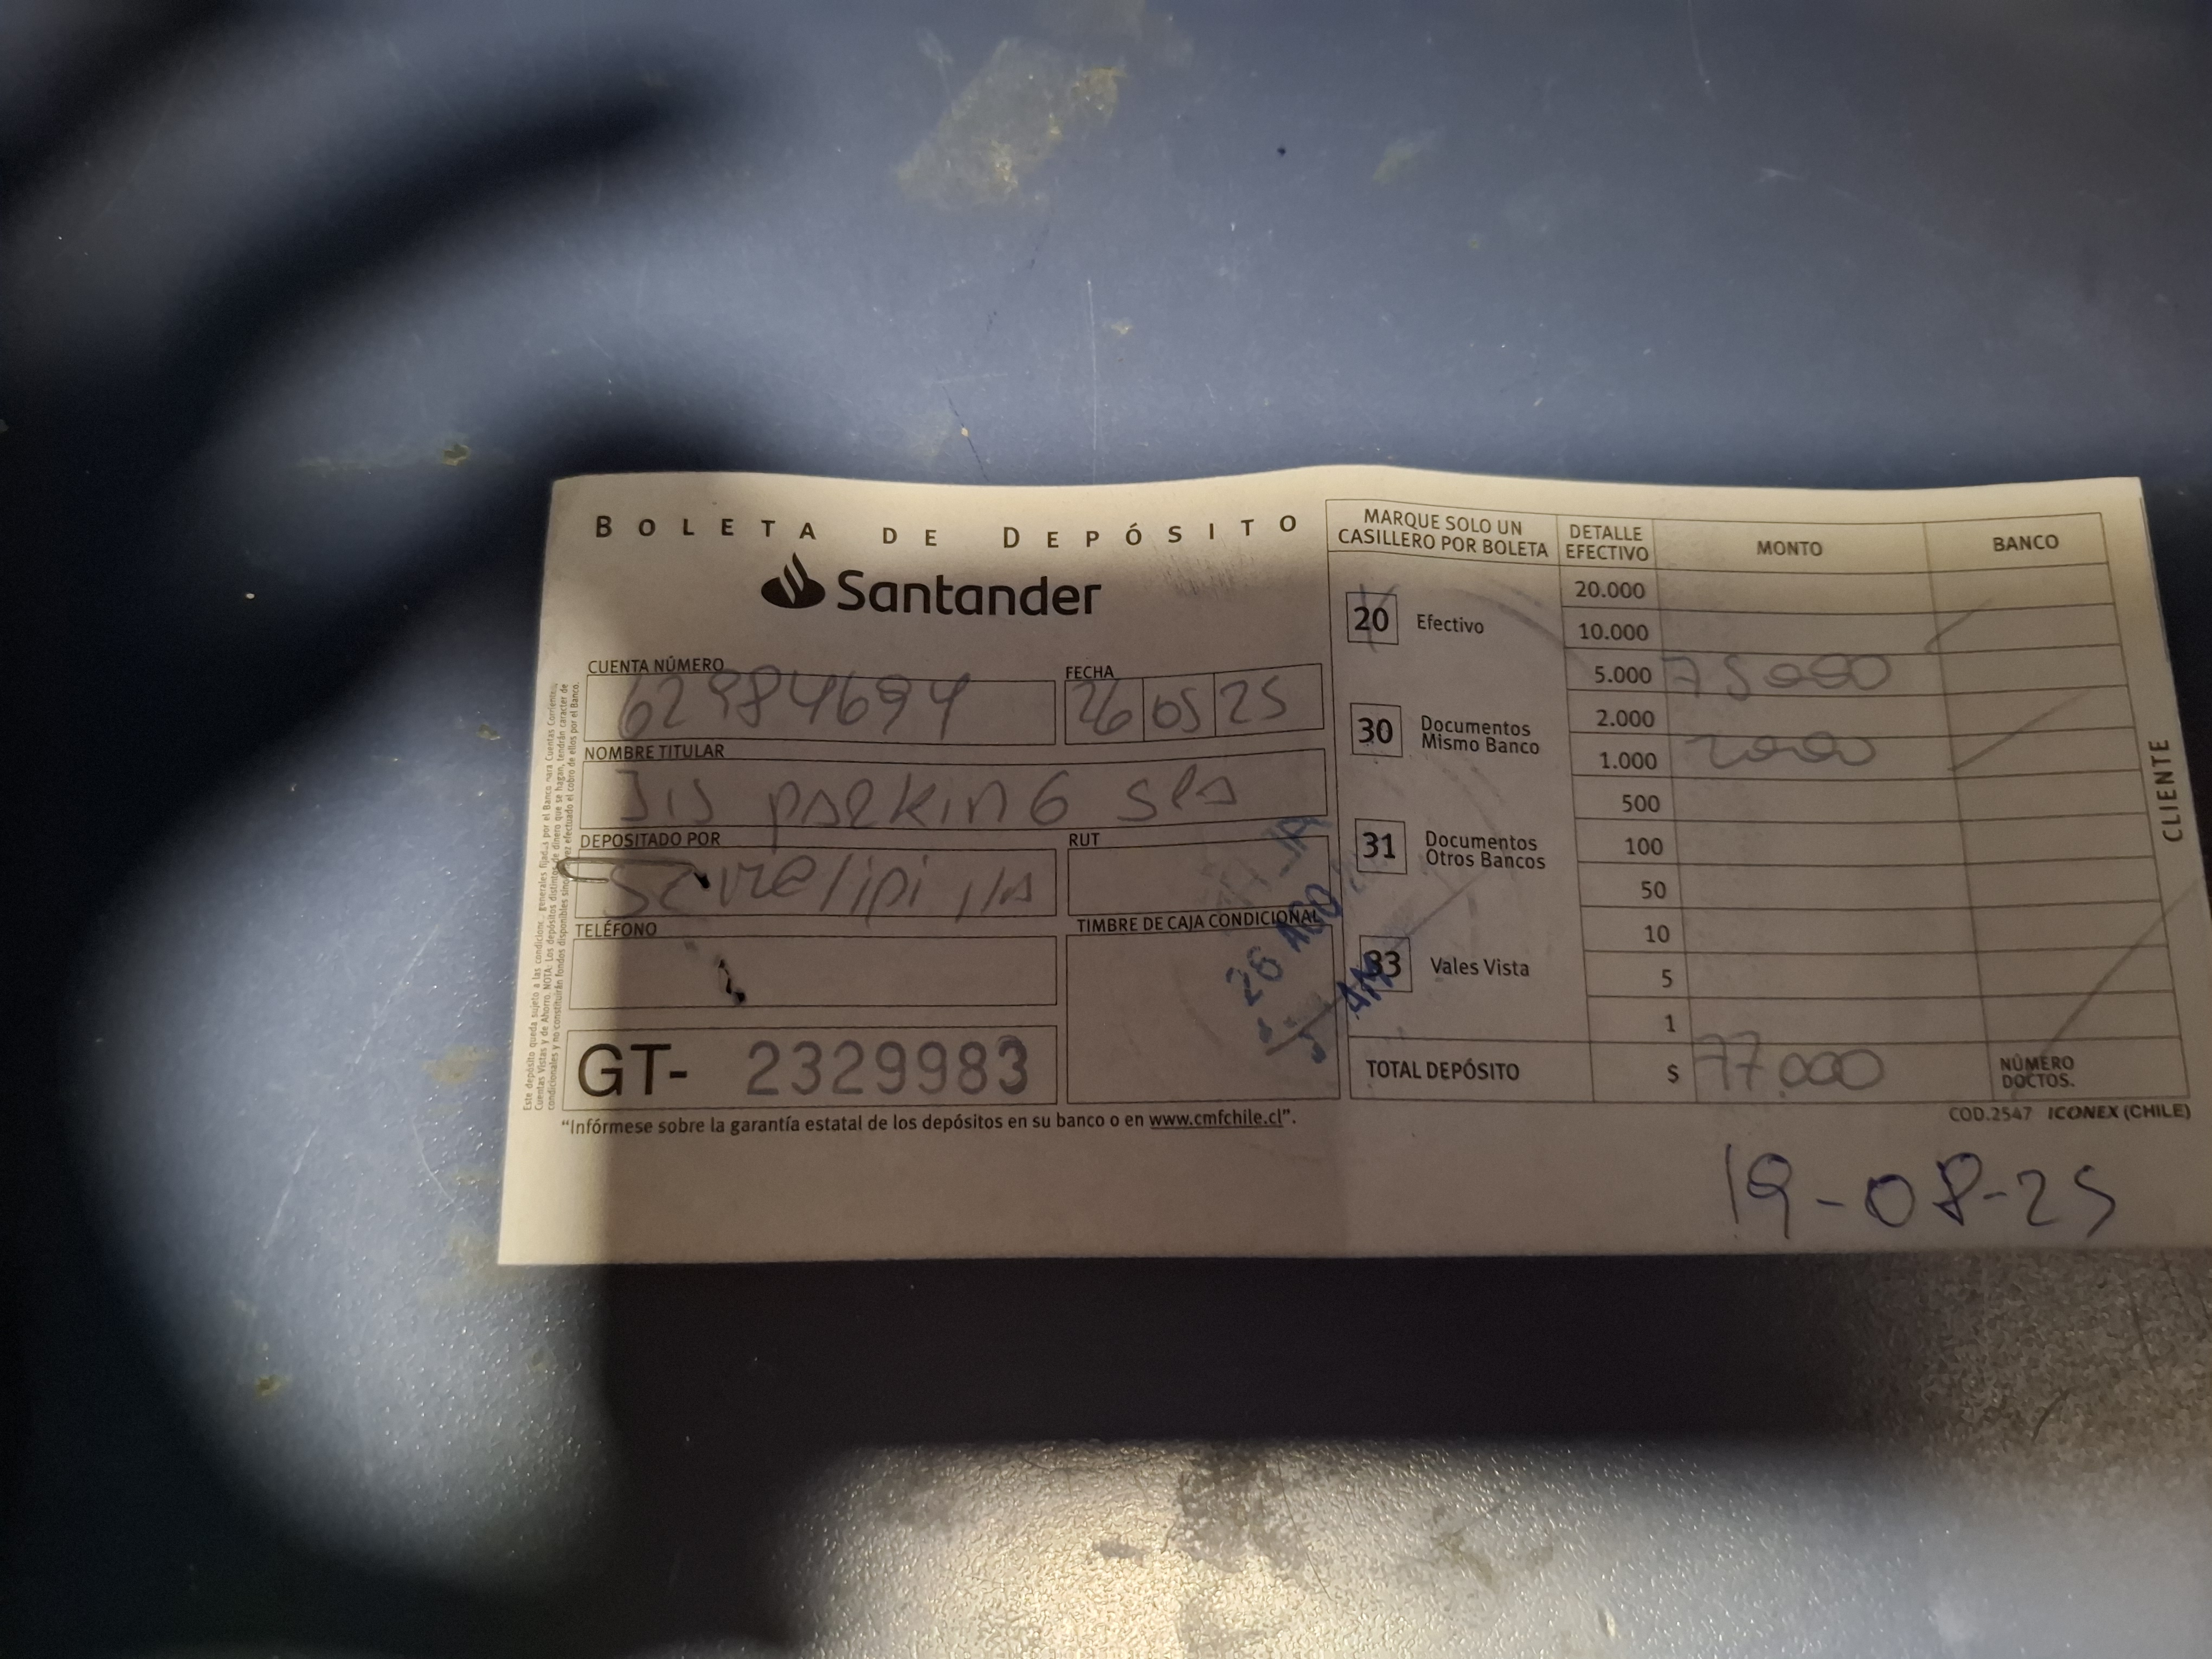 BOLETA DE DEPÓSITO
Santander
CUENTA NÚMERO
62984694
FECHA
26 05 25
NOMBRE TITULAR
JIS PARKING SPA
DEPOSITADO POR
RUT
TELÉFONO
TIMBRE DE CAJA CONDICIONAL
26 AGO
GT- 2329983
"Infórmese sobre la garantía estatal de los depósitos en su banco o en www.cmfchile.cl".
MARQUE SOLO UN
CASILLERO POR BOLETA
20 Efectivo
30 Documentos
Mismo Banco
31 Documentos
Otros Bancos
33 Vales Vista
DETALLE
EFECTIVO
MONTO
BANCO
20.000
10.000
5.000 75000
2.000
1.000 2000
500
100
50
10
5
1
TOTAL DEPÓSITO $ 77.000
NÚMERO
DOCTOS.
CLIENTE
COD.2547 ICONEX (CHILE)
19-08-25